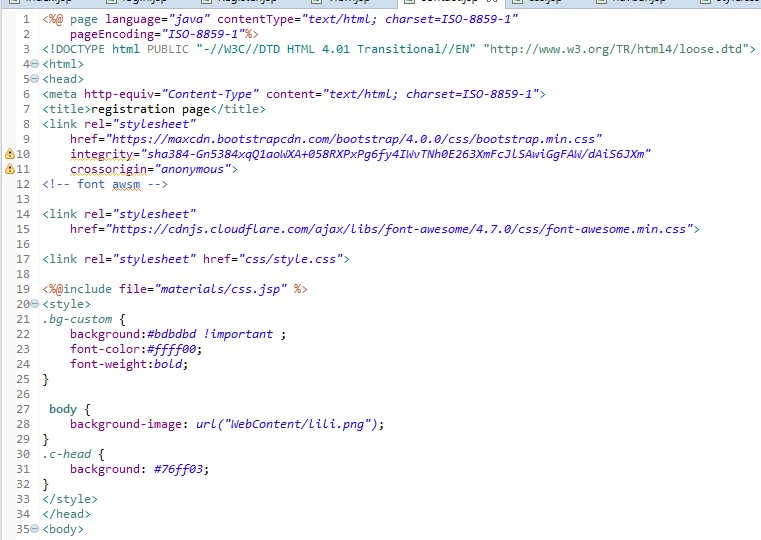 contact.jsp
1 <%@ page language="java" contentType="text/html; charset=ISO-8859-1"
2 pageEncoding="ISO-8859-1"%>
3 <!DOCTYPE html PUBLIC "-//W3C//DTD HTML 4.01 Transitional//EN" "http://www.w3.org/TR/html4/loose.dtd">
4 <html>
5 <head>
6 <meta http-equiv="Content-Type" content="text/html; charset=ISO-8859-1">
7 <title>registration page</title>
8 <link rel="stylesheet"
9 href="https://maxcdn.bootstrapcdn.com/bootstrap/4.0.0/css/bootstrap.min.css"
10 integrity="sha384-Gn5384xqQ1aoWXA+058RXPxPg6fy4IWvTNh0E263XmFcJlSAwiGgFAW/dAiS6JXm"
11 crossorigin="anonymous">
12 <!-- font awsm -->
13
14 <link rel="stylesheet"
15 href="https://cdnjs.cloudflare.com/ajax/libs/font-awesome/4.7.0/css/font-awesome.min.css">
16
17 <link rel="stylesheet" href="css/style.css">
18
19 <%@include file="materials/css.jsp" %>
20 <style>
21 .bg-custom {
22 background:#bdbdbd !important ;
23 font-color:#ffff00;
24 font-weight:bold;
25 }
26
27 body {
28 background-image: url("WebContent/lili.png");
29 }
30 .c-head {
31 background: #76ff03;
32 }
33 </style>
34 </head>
35 <body>